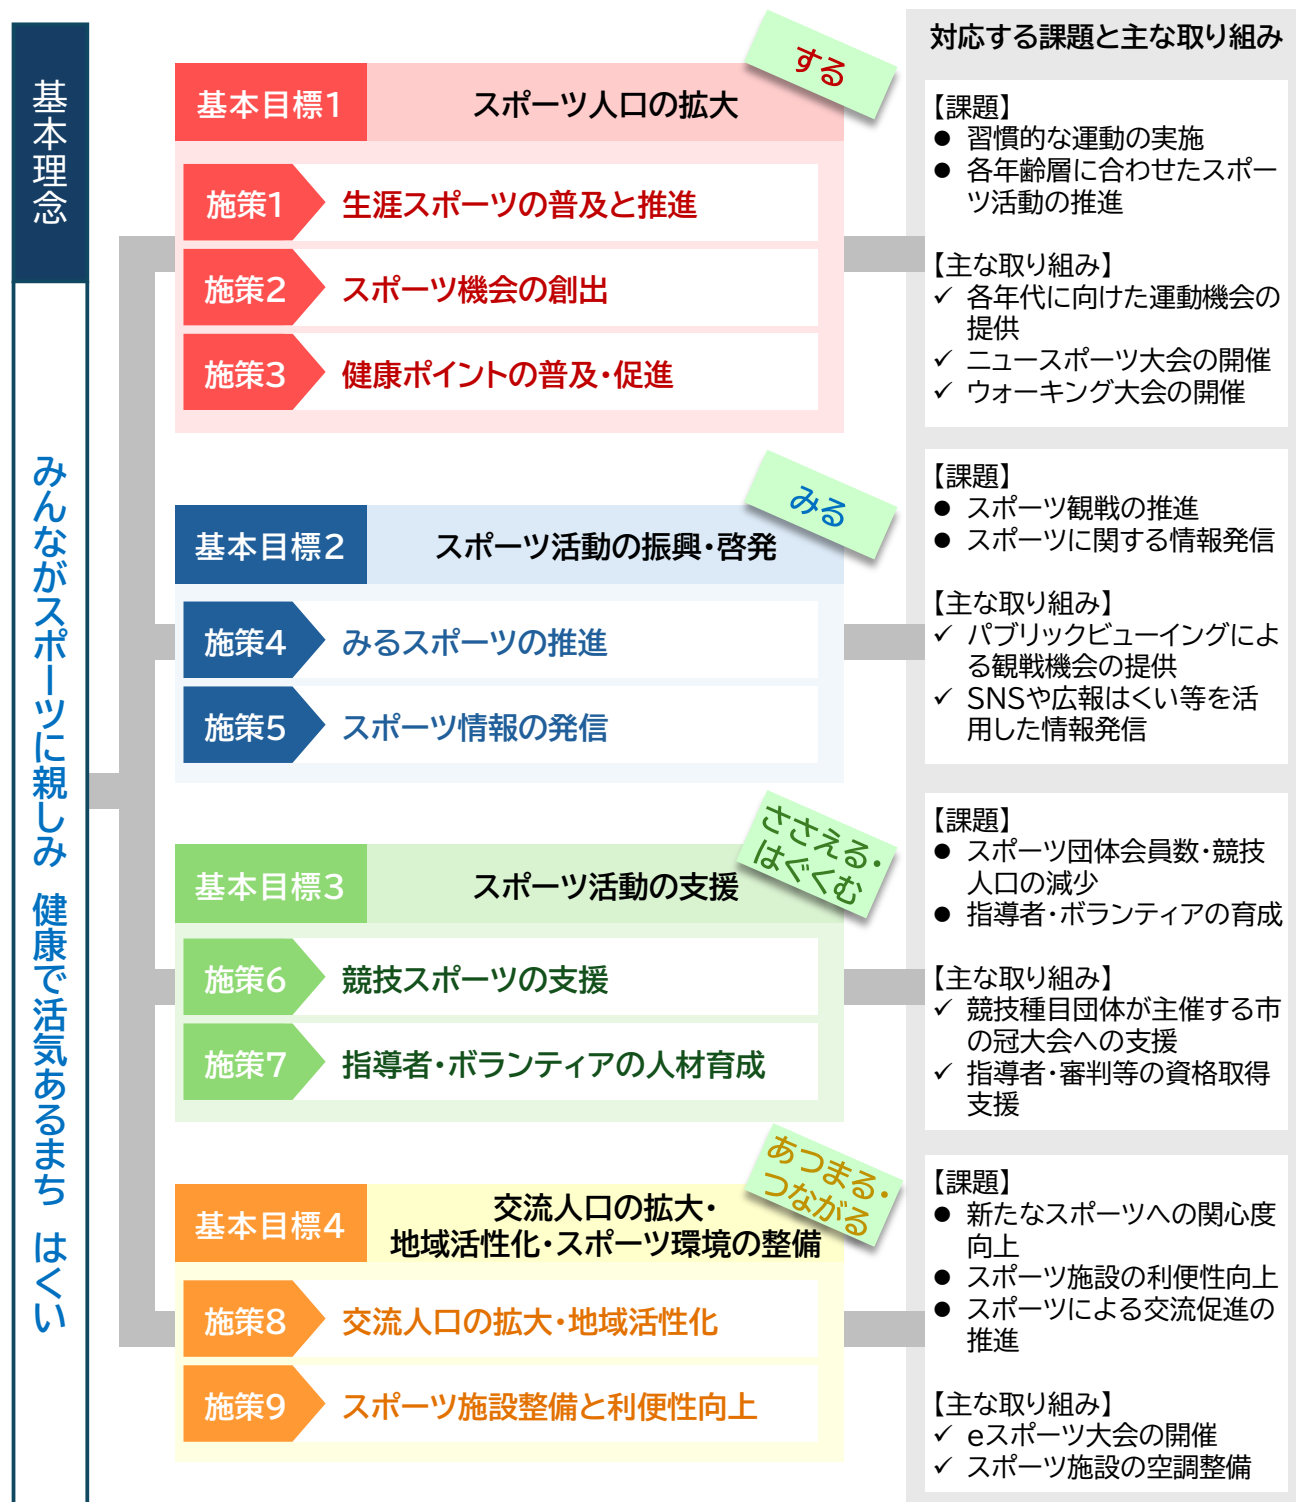 基本理念
みんながスポーツに親しみ 健康で活気あるまち はくい
対応する課題と主な取り組み
する
基本目標1
スポーツ人口の拡大
施策1
生涯スポーツの普及と推進
施策2
スポーツ機会の創出
施策3
健康ポイントの普及・促進
【課題】
● 習慣的な運動の実施
● 各年齢層に合わせたスポー
ツ活動の推進
【主な取り組み】
✓ 各年代に向けた運動機会の
提供
✓ ニュースポーツ大会の開催
✓ ウォーキング大会の開催
みる
基本目標2
スポーツ活動の振興・啓発
施策4
みるスポーツの推進
施策5
スポーツ情報の発信
【課題】
● スポーツ観戦の推進
● スポーツに関する情報発信
【主な取り組み】
✓ パブリックビューイングによ
る観戦機会の提供
✓ SNSや広報はくい等を活
用した情報発信
ささえる・
はぐくむ
基本目標3
スポーツ活動の支援
施策6
競技スポーツの支援
施策7
指導者・ボランティアの人材育成
【課題】
● スポーツ団体会員数・競技
人口の減少
● 指導者・ボランティアの育成
【主な取り組み】
✓ 競技種目団体が主催する市
の冠大会への支援
✓ 指導者・審判等の資格取得
支援
あつまる・
つながる
基本目標4
交流人口の拡大・
地域活性化・スポーツ環境の整備
施策8
交流人口の拡大・地域活性化
施策9
スポーツ施設整備と利便性向上
【課題】
● 新たなスポーツへの関心度
向上
● スポーツ施設の利便性向上
● スポーツによる交流促進の
推進
【主な取り組み】
✓ eスポーツ大会の開催
✓ スポーツ施設の空調整備